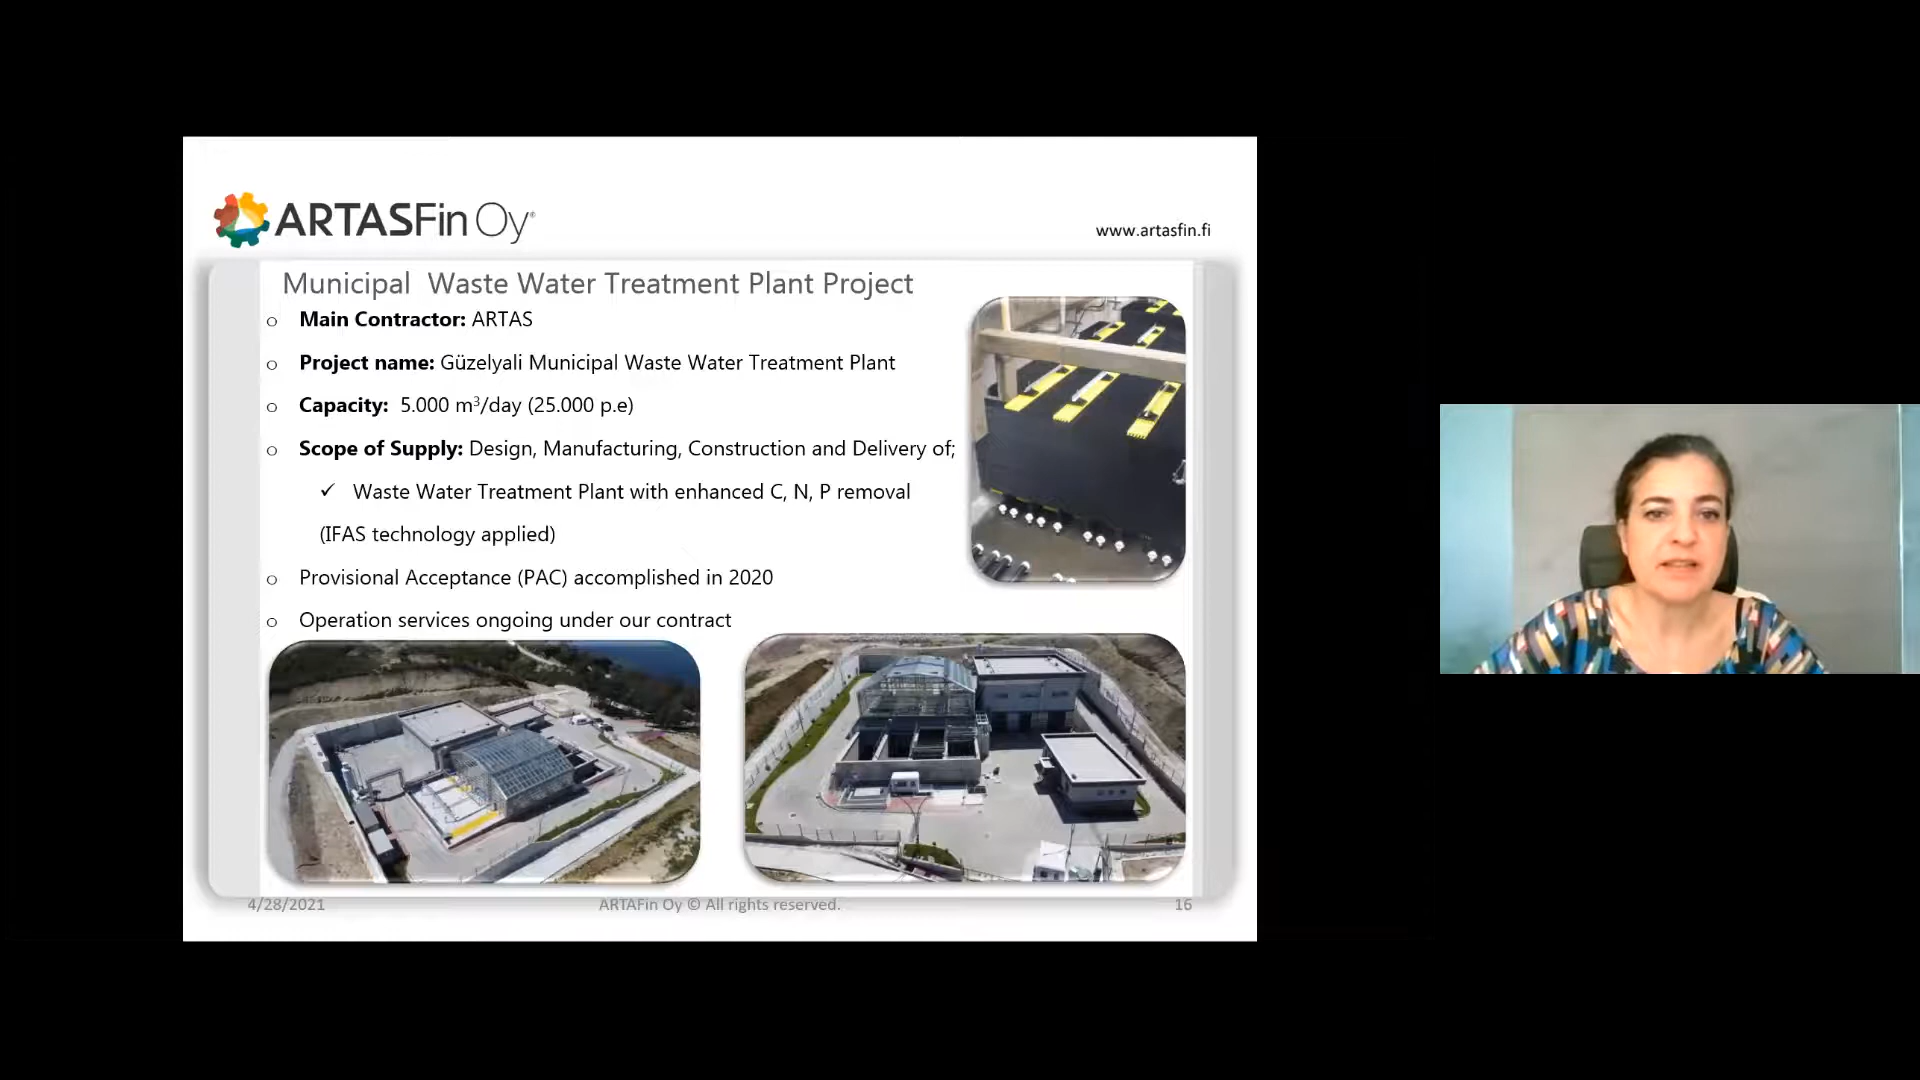 ARTASFin Oy®
www.artasfin.fi
Municipal Waste Water Treatment Plant Project
o Main Contractor: ARTAS
o Project name: Güzelyali Municipal Waste Water Treatment Plant
o Capacity: 5.000 m³/day (25.000 p.e)
o Scope of Supply: Design, Manufacturing, Construction and Delivery of;
✓ Waste Water Treatment Plant with enhanced C, N, P removal
(IFAS technology applied)
o Provisional Acceptance (PAC) accomplished in 2020
o Operation services ongoing under our contract
4/28/2021
ARTAFin Oy © All rights reserved.
16